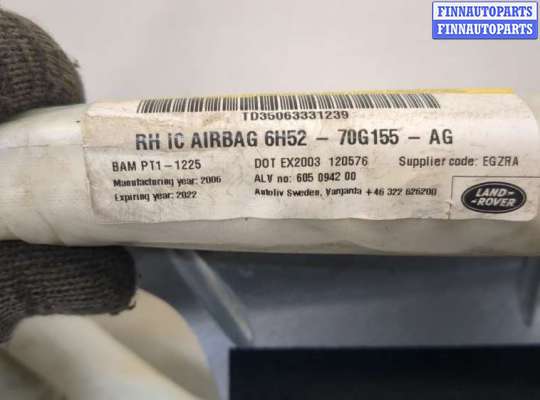 FINNAUTOPARTS
FINNAUTOPARTS
TD35063331239
RH IC AIRBAG 6H52 - 70G155 - AG
BAM PT1-1225 DOT EX2003 120576 Supplier code: EGZRA
Manufacturing year: 2006 ALV no: 605 0942 00
Expiring year: 2022 Autoliv Sweden, Vargarda +46 322 626200
LAND-
-ROVER